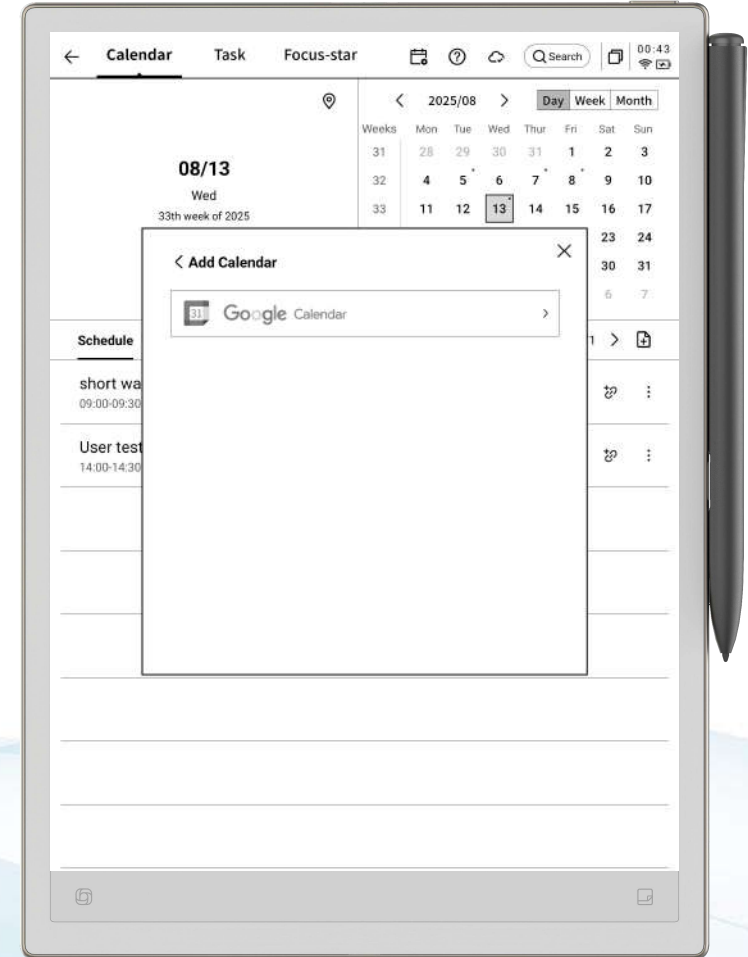 Calendar Task Focus-star Search 00:43
2025/08 Day Week Month
Weeks Mon Tue Wed Thur Fri Sat Sun
31 28 29 30 31 1 2 3
32 4 5 6 7 8 9 10
33 11 12 13 14 15 16 17
23 24
30 31
6 7
08/13
Wed
33th week of 2025
Add Calendar
31 Google Calendar
Schedule
short wa
09:00-09:30
User test
14:00-14:30